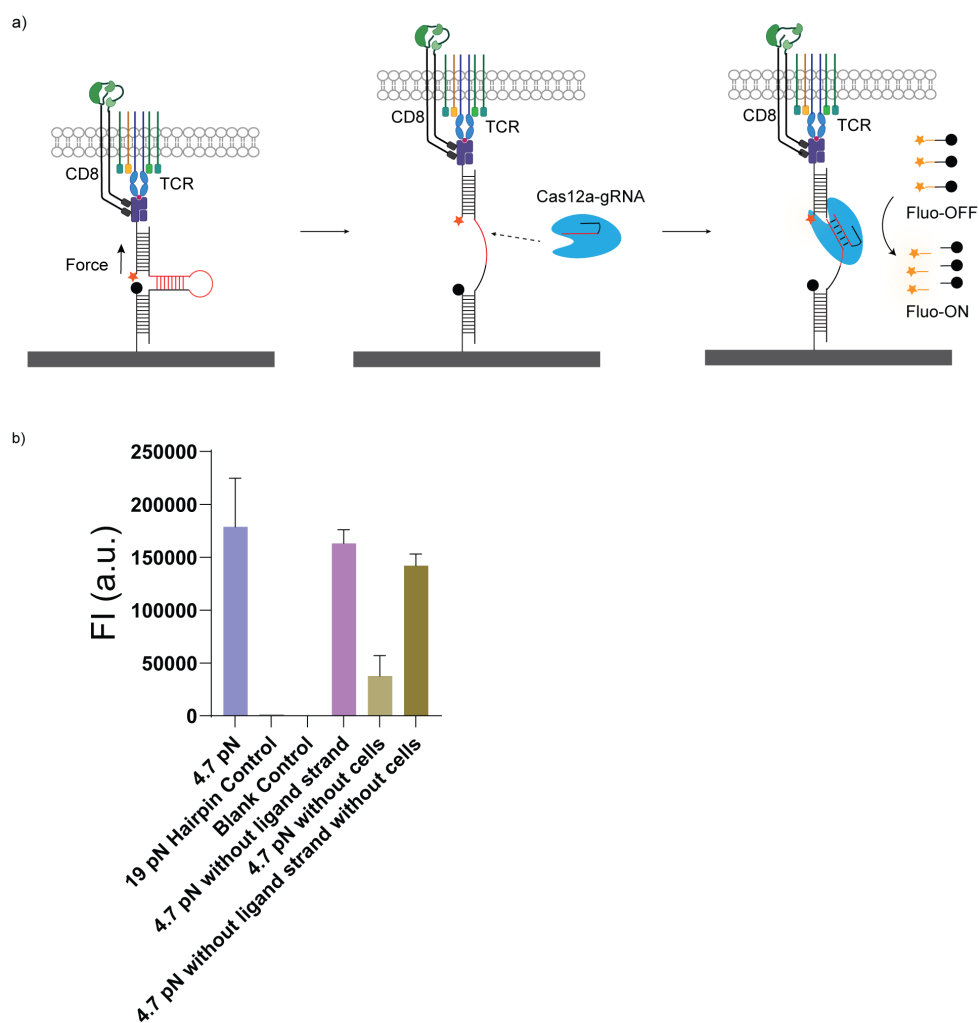 a)
CD8
TCR
Force
CD8
TCR
Cas12a-gRNA
CD8
TCR
Fluo-OFF
Fluo-ON
b)
FI (a.u.)
250000
200000
150000
100000
50000
0
4.7 pN
19 pN Hairpin Control
Blank Control
4.7 pN without ligand strand
4.7 pN without cells
4.7 pN without ligand strand without cells